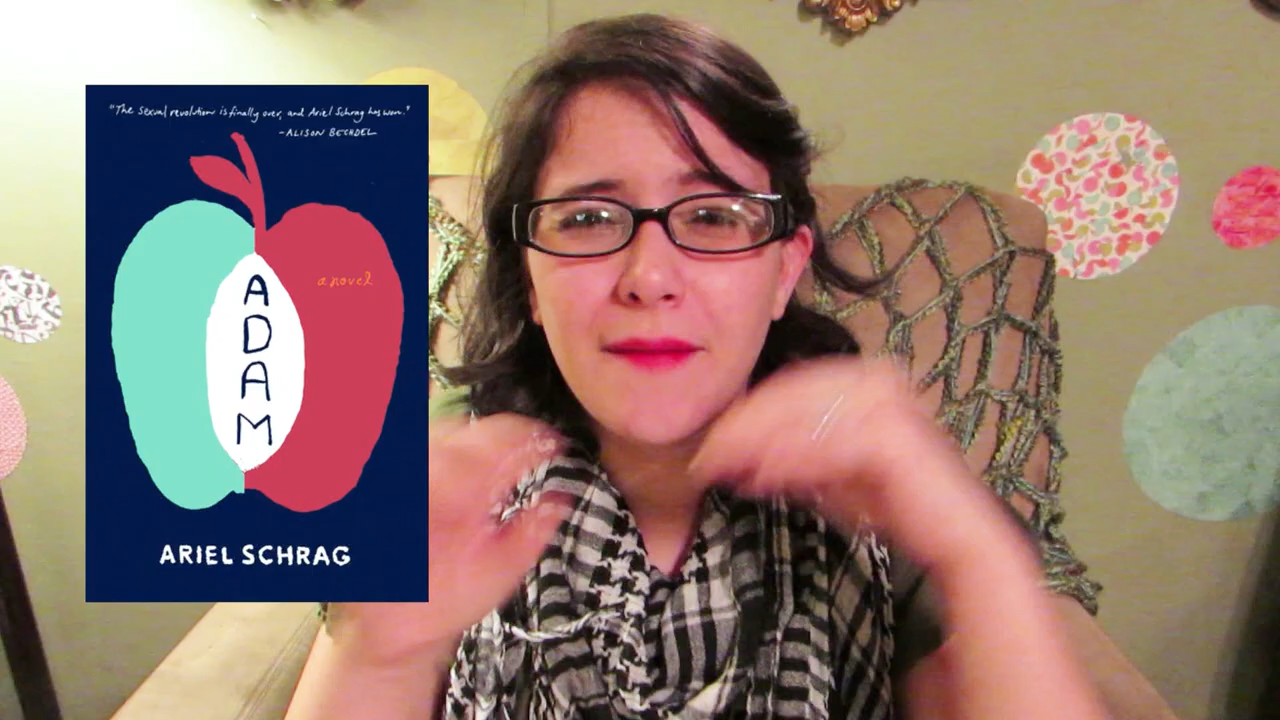 "The sexual revolution is finally over, and Ariel Schrag has won."
-ALISON BECHDEL
a novel
ADAM
ARIEL SCHRAG